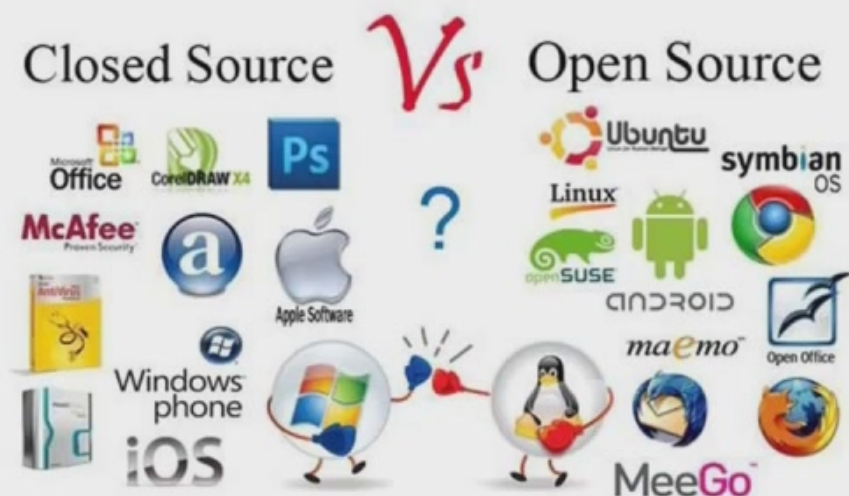 Closed Source
Vs
Open Source
Microsoft
Office
CorelDRAW X4
Ps
McAfee
Proven Security
a
Apple Software
AntiVirus
Windows
phone
iOS
?
Ubuntu
symbian
OS
Linux
openSUSE
ANDROID
Open Office
maemo
MeeGo